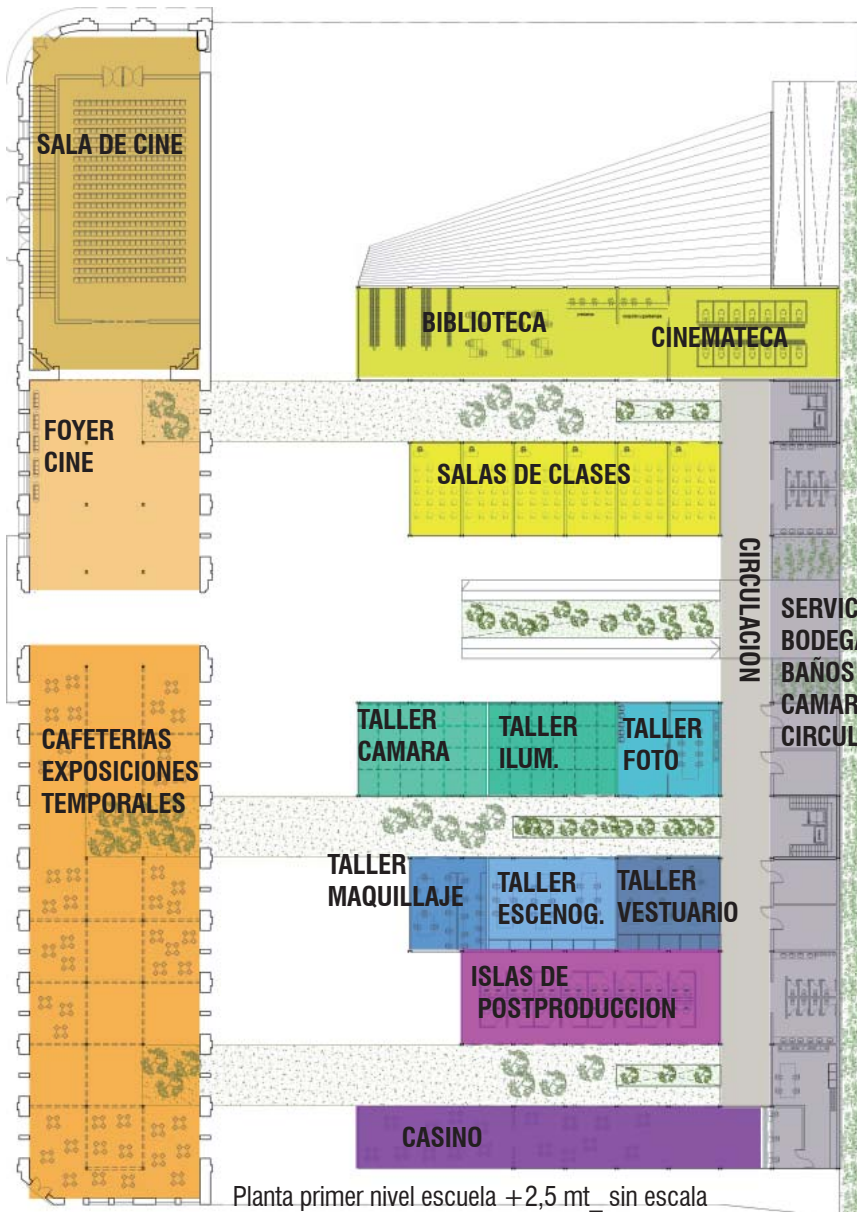 SALA DE CINE
BIBLIOTECA
CINEMATECA
FOYER
CINE
SALAS DE CLASES
CIRCULACION
SERVIC
BODEGA
BAÑOS
CAMAR
CIRCUL
CAFETERIAS
EXPOSICIONES
TEMPORALES
TALLER
CAMARA
TALLER
ILUM.
TALLER
FOTO
TALLER
MAQUILLAJE
TALLER
ESCENOG.
TALLER
VESTUARIO
ISLAS DE
POSTPRODUCCION
CASINO
Planta primer nivel escuela +2,5 mt_ sin escala